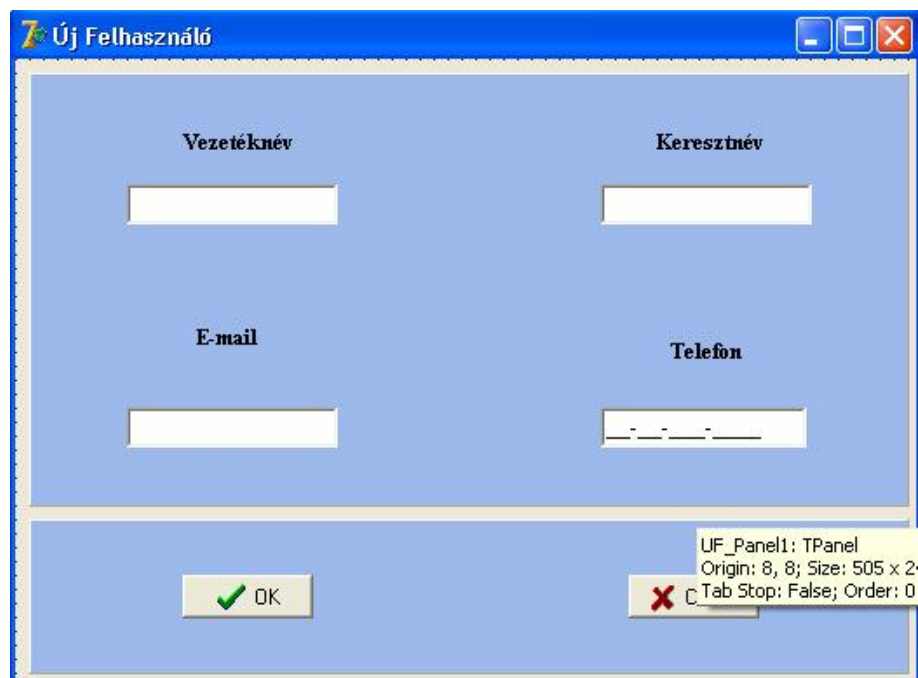 Új Felhasználó
Vezetéknév
Keresztnév
E-mail
Telefon
__-__-___-____
OK
UF_Panel1: TPanel
Origin: 8, 8; Size: 505 x 2
Tab Stop: False; Order: 0